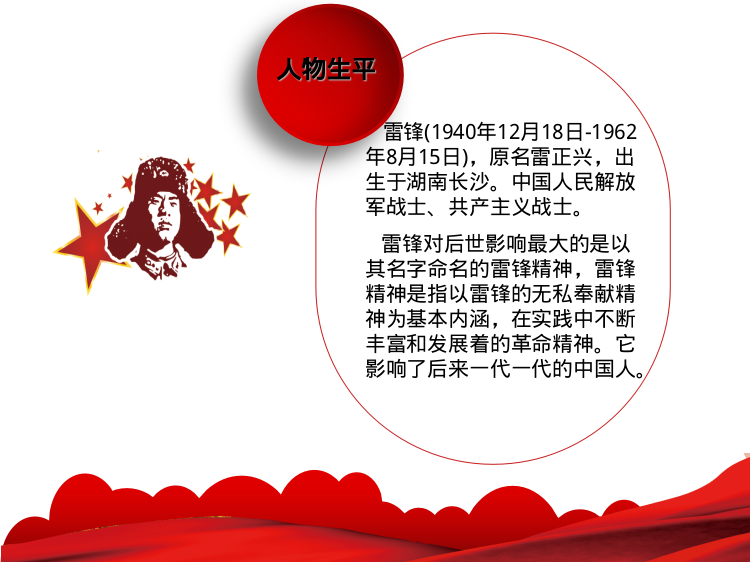 人物生平
雷锋(1940年12月18日-1962
年8月15日)，原名雷正兴，出
生于湖南长沙。中国人民解放
军战士、共产主义战士。
雷锋对后世影响最大的是以
其名字命名的雷锋精神，雷锋
精神是指以雷锋的无私奉献精
神为基本内涵，在实践中不断
丰富和发展着的革命精神。它
影响了后来一代一代的中国人。